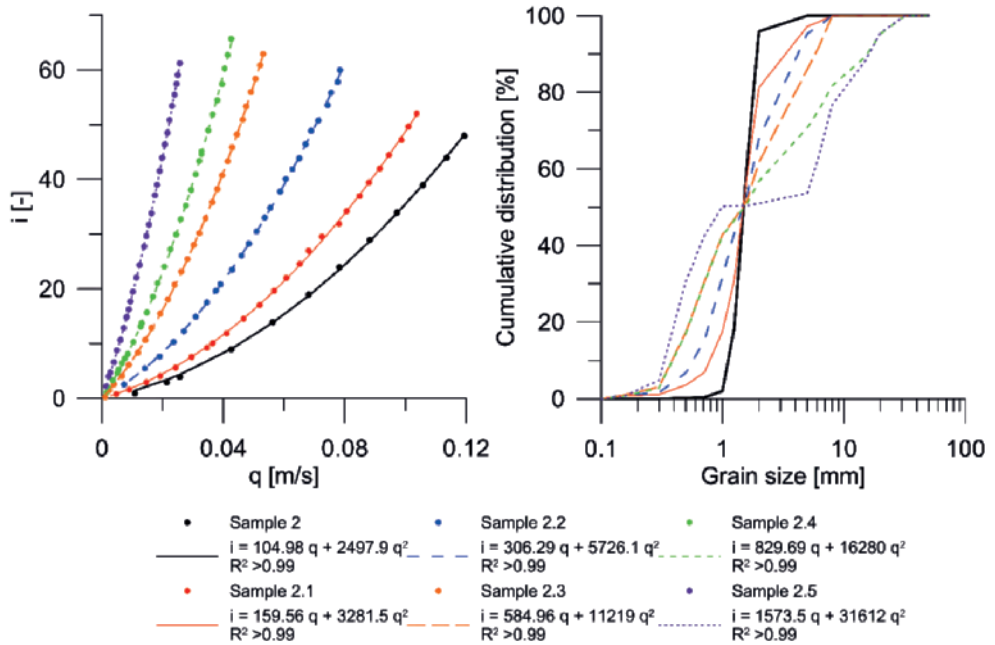 60
40
20
0
i [-]
0
0.04
0.08
0.12
q [m/s]
100
80
60
40
20
0
Cumulative distribution [%]
0.1
1
10
100
Grain size [mm]
Sample 2
i = 104.98 q + 2497.9 q²
R² >0.99
Sample 2.2
i = 306.29 q + 5726.1 q²
R² >0.99
Sample 2.4
i = 829.69 q + 16280 q²
R² >0.99
Sample 2.1
i = 159.56 q + 3281.5 q²
R² >0.99
Sample 2.3
i = 584.96 q + 11219 q²
R² >0.99
Sample 2.5
i = 1573.5 q + 31612 q²
R² >0.99